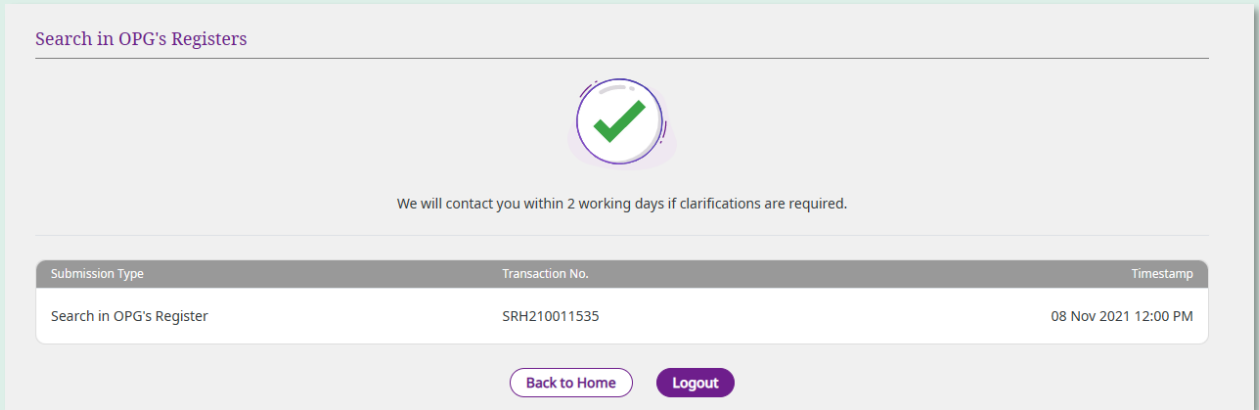 Search in OPG's Registers
We will contact you within 2 working days if clarifications are required.
Submission Type Transaction No. Timestamp
Search in OPG's Register SRH210011535 08 Nov 2021 12:00 PM
Back to Home Logout